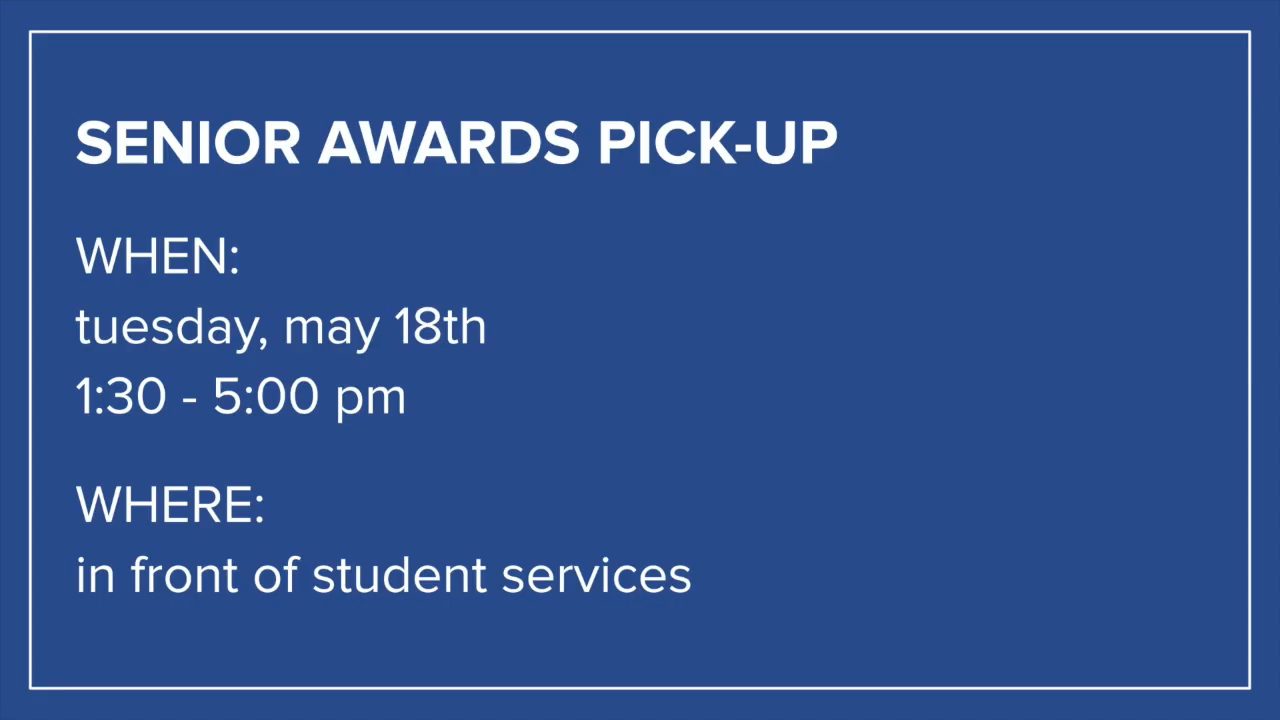 SENIOR AWARDS PICK-UP
WHEN:
tuesday, may 18th
1:30 - 5:00 pm
WHERE:
in front of student services